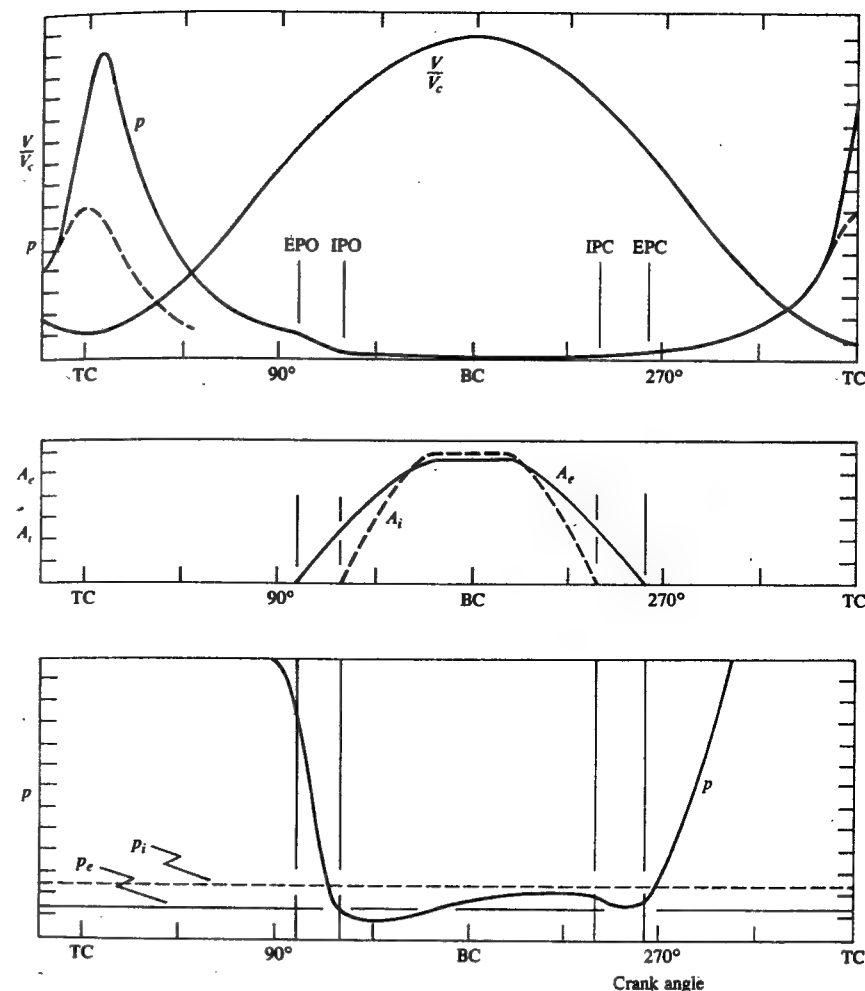 p
V/V_c
V/V_c
p
EPO IPO IPC EPC
TC 90° BC 270° TC
A_e
A_i
A_e
A_i
TC 90° BC 270° TC
p
p
p_i
p_e
TC 90° BC 270° TC
Crank angle